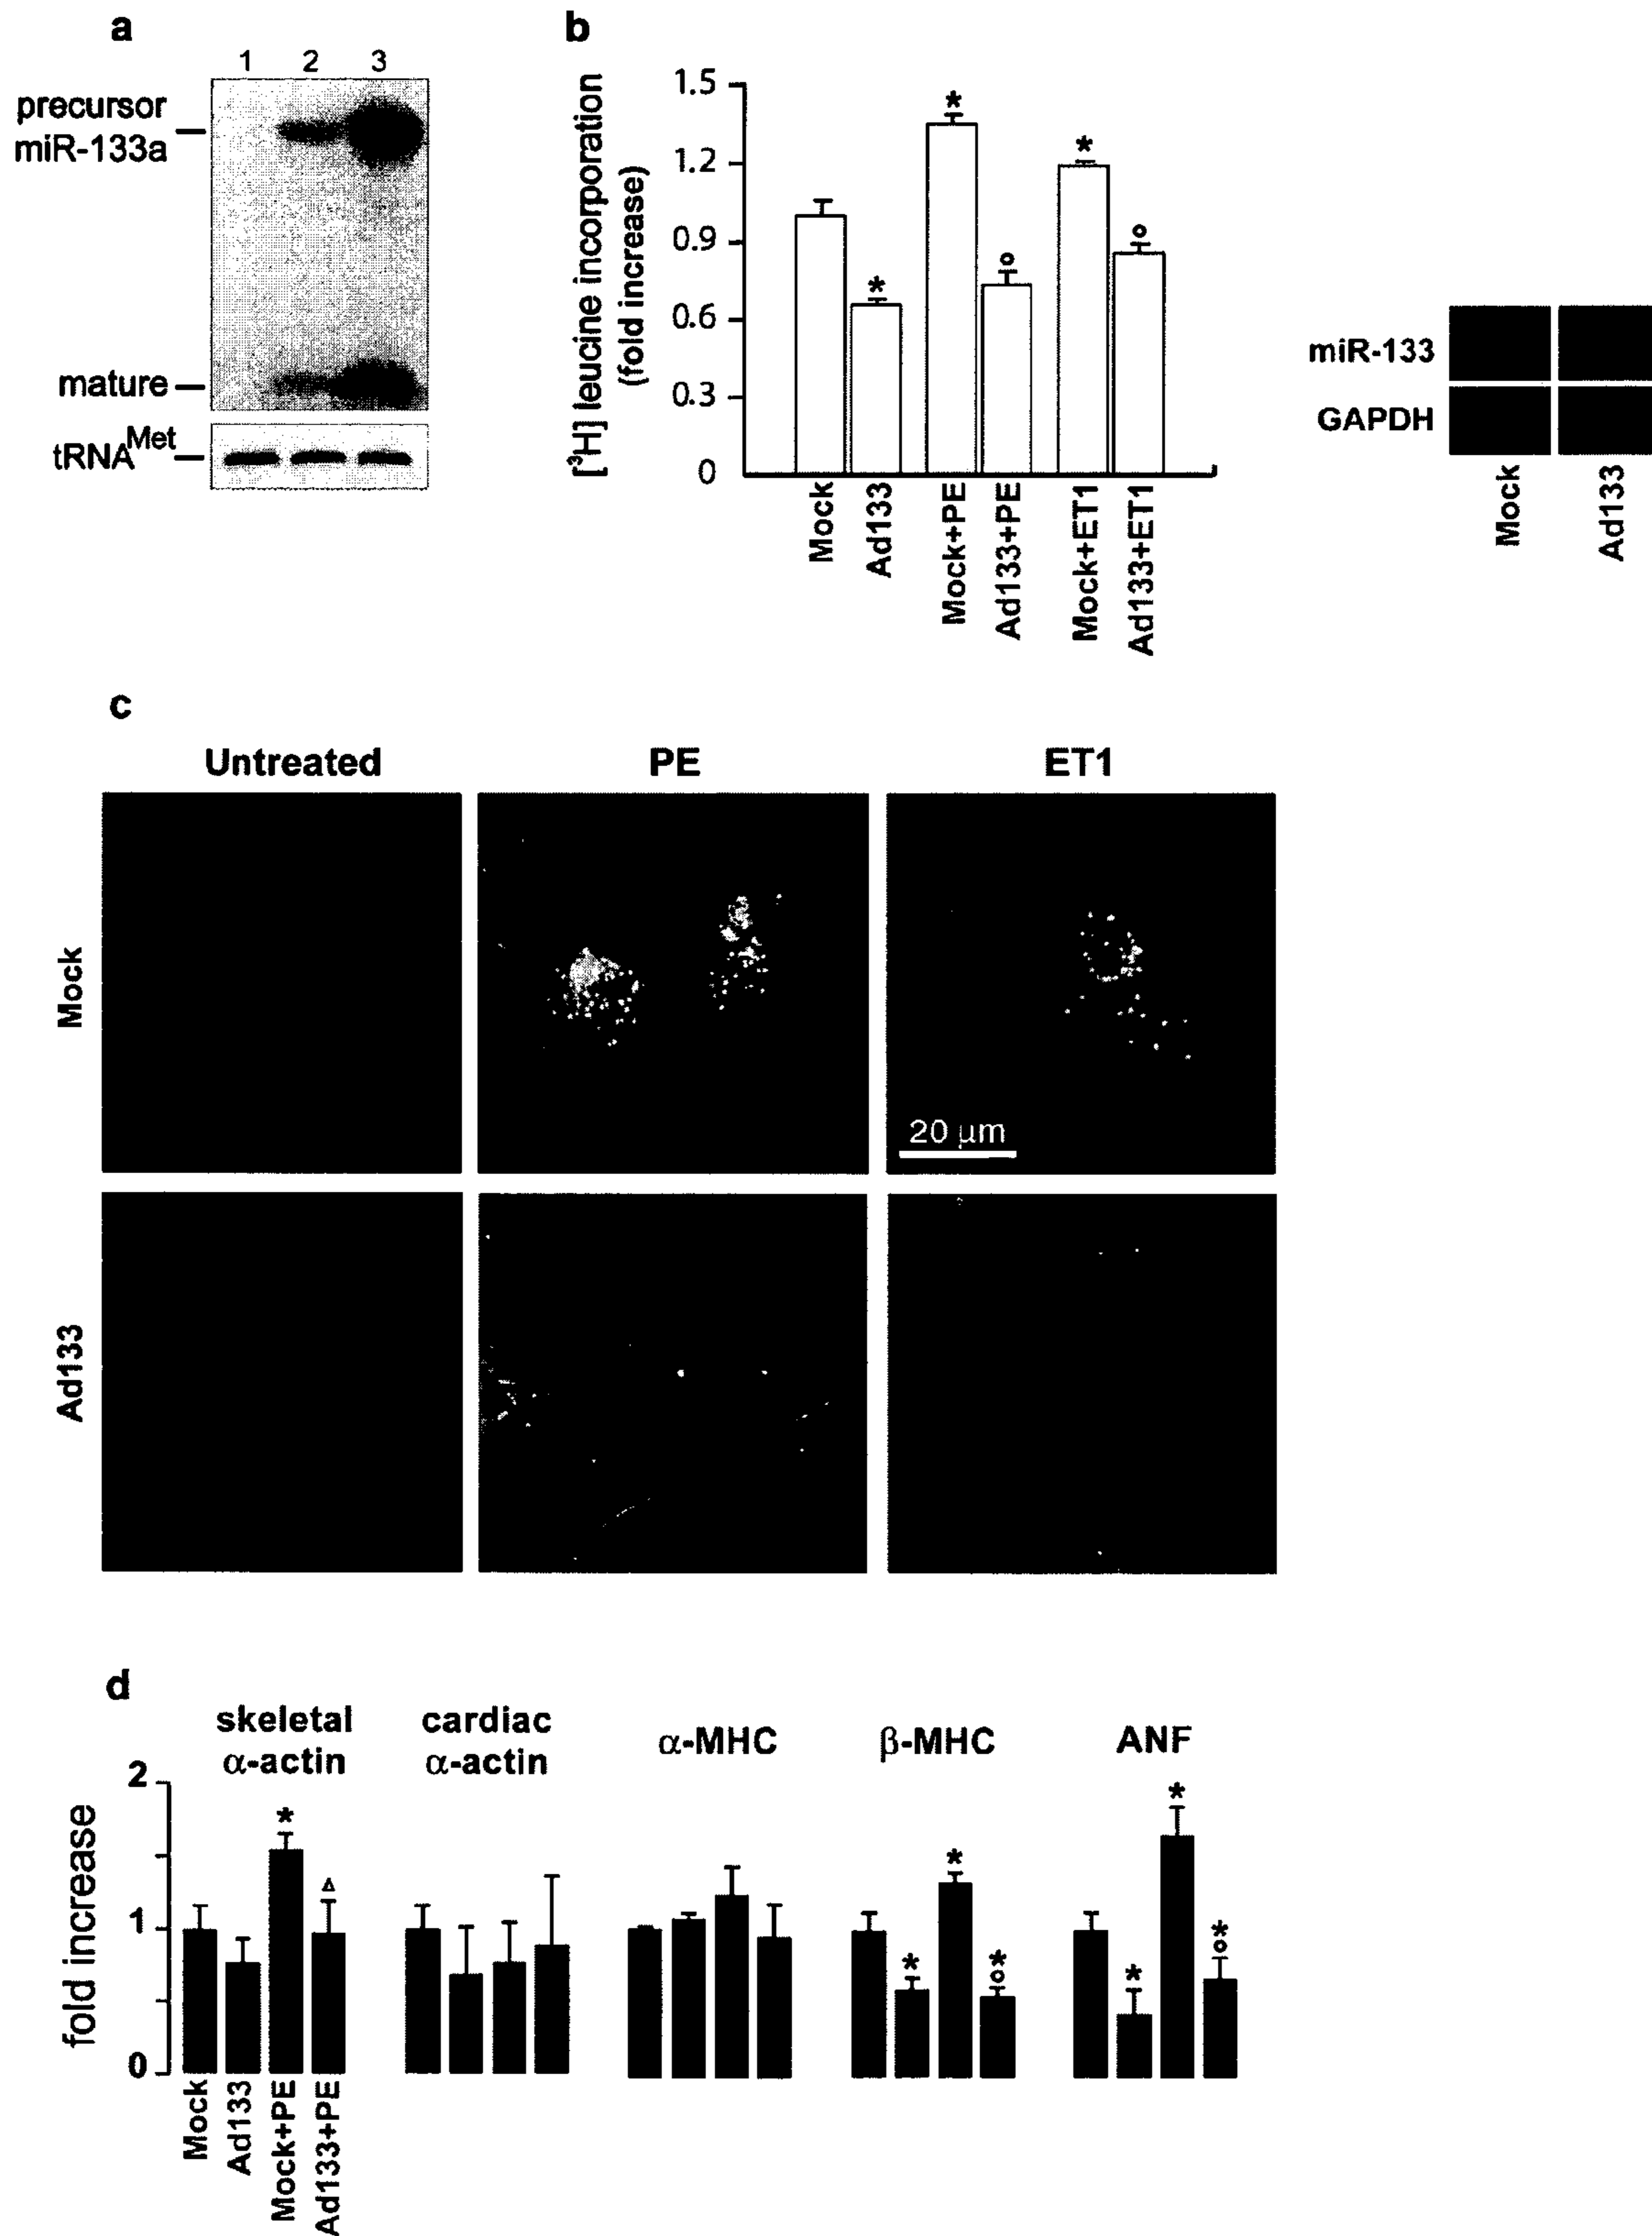 a
1 2 3
precursor
miR-133a
mature
tRNAMet
b
[³H] leucine incorporation
(fold increase)
1.5
1.2
0.9
0.6
0.3
0
*
*
*
°
°
*
Mock
Ad133
Mock+PE
Ad133+PE
Mock+ET1
Ad133+ET1
miR-133
GAPDH
Mock
Ad133
c
Untreated PE ET1
Mock
20 µm
Ad133
d
skeletal
α-actin
cardiac
α-actin
α-MHC
β-MHC
ANF
fold increase
2
1
0
*
Δ
*
*
°*
*
*
°*
Mock
Ad133
Mock+PE
Ad133+PE